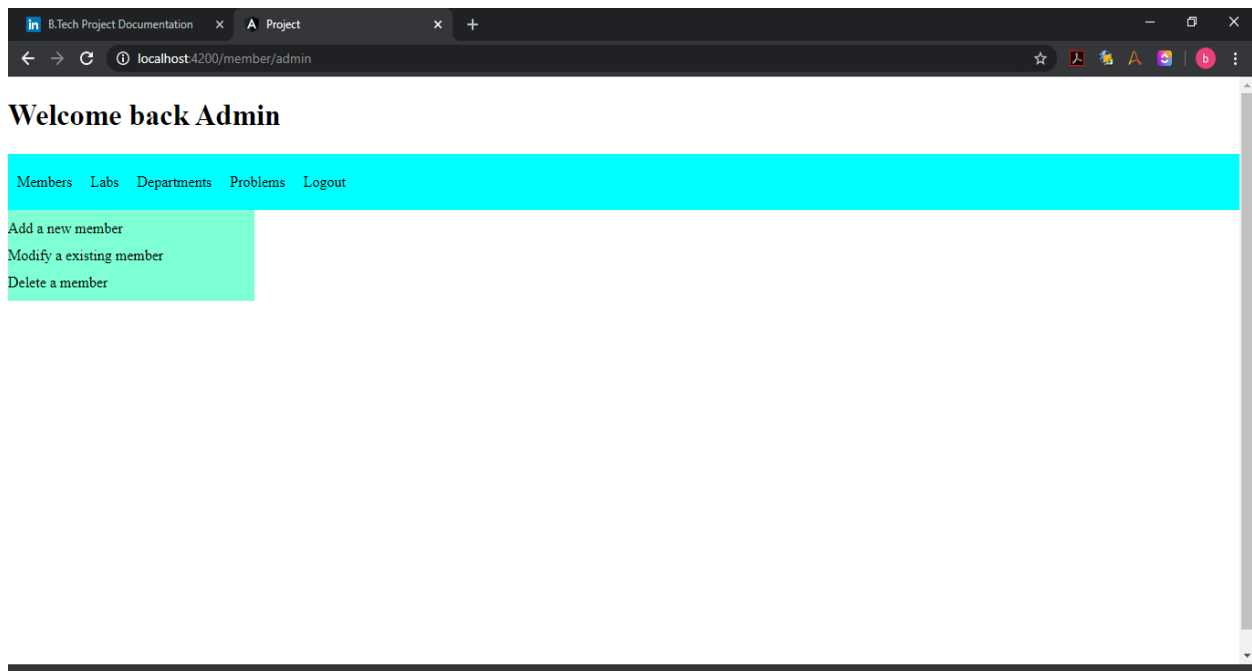 in B.Tech Project Documentation A Project
localhost:4200/member/admin b
Welcome back Admin
Members Labs Departments Problems Logout
Add a new member
Modify a existing member
Delete a member